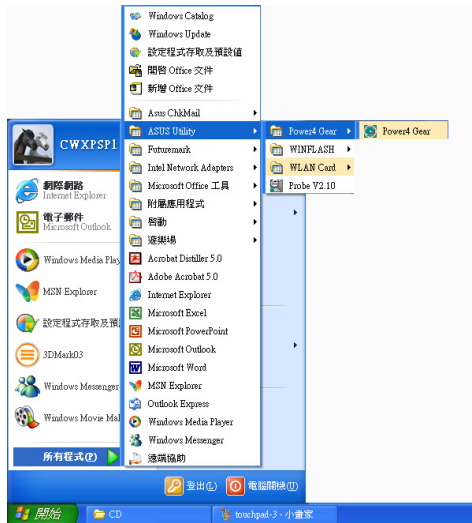 Windows Catalog
Windows Update
設定程式存取及預設值
開啓 Office 文件
新增 Office 文件
Asus ChkMail
ASUS Utility
Power4 Gear
Power4 Gear
CWXPSP1
Futuremark
WINFLASH
Intel Network Adapters
WLAN Card
Microsoft Office 工具
Probe V2.10
網際網路
Internet Explorer
附屬應用程式
電子郵件
Microsoft Outlook
啓動
遊樂場
Windows Media Play
Acrobat Distiller 5.0
Adobe Acrobat 5.0
MSN Explorer
Internet Explorer
Microsoft Excel
設定程式存取及預
Microsoft PowerPoint
3DMark03
Microsoft Outlook
Microsoft Word
Windows Messenger
MSN Explorer
Outlook Express
Windows Movie Mal
Windows Media Player
Windows Messenger
所有程式(P)
遠端協助
登出(L)
電腦關機(U)
開始
CD
touchpad-3 - 小畫家